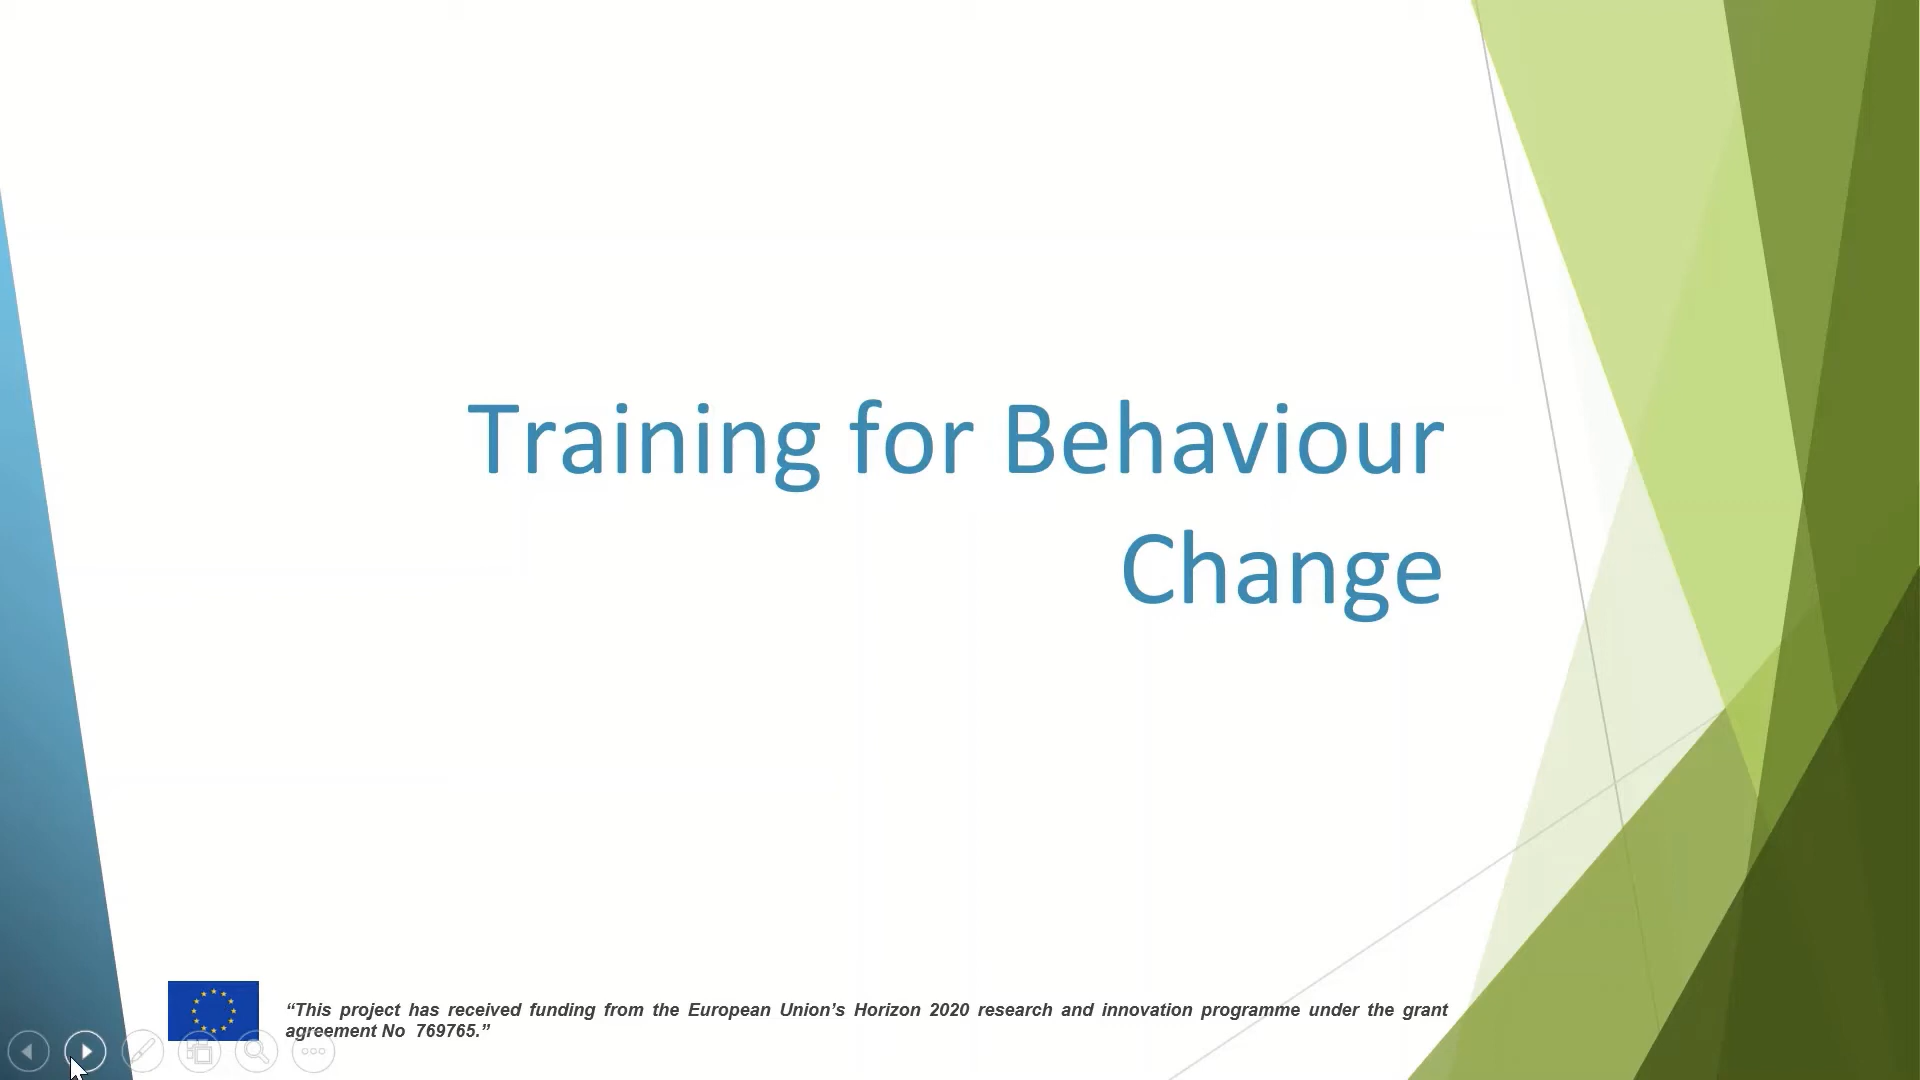 Training for Behaviour
Change
“This project has received funding from the European Union’s Horizon 2020 research and innovation programme under the grant
agreement No 769765.”